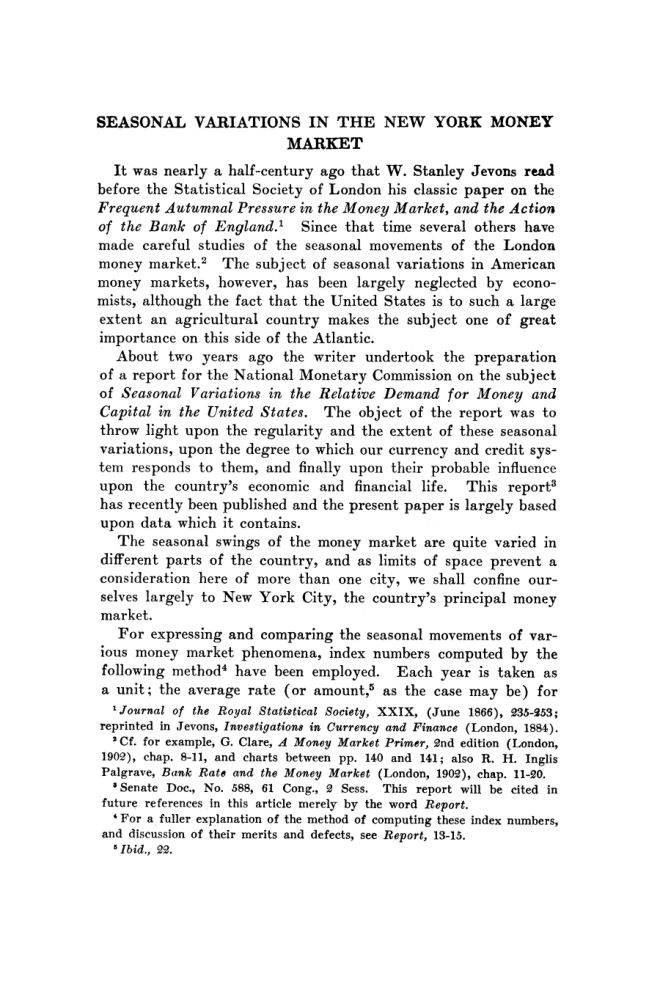 SEASONAL VARIATIONS IN THE NEW YORK MONEY
MARKET
It was nearly a half-century ago that W. Stanley Jevons read
before the Statistical Society of London his classic paper on the
Frequent Autumnal Pressure in the Money Market, and the Action
of the Bank of England.¹ Since that time several others have
made careful studies of the seasonal movements of the London
money market.² The subject of seasonal variations in American
money markets, however, has been largely neglected by econo-
mists, although the fact that the United States is to such a large
extent an agricultural country makes the subject one of great
importance on this side of the Atlantic.
About two years ago the writer undertook the preparation
of a report for the National Monetary Commission on the subject
of Seasonal Variations in the Relative Demand for Money and
Capital in the United States. The object of the report was to
throw light upon the regularity and the extent of these seasonal
variations, upon the degree to which our currency and credit sys-
tem responds to them, and finally upon their probable influence
upon the country's economic and financial life. This report³
has recently been published and the present paper is largely based
upon data which it contains.
The seasonal swings of the money market are quite varied in
different parts of the country, and as limits of space prevent a
consideration here of more than one city, we shall confine our-
selves largely to New York City, the country's principal money
market.
For expressing and comparing the seasonal movements of var-
ious money market phenomena, index numbers computed by the
following method⁴ have been employed. Each year is taken as
a unit; the average rate (or amount,⁵ as the case may be) for
¹ Journal of the Royal Statistical Society, XXIX, (June 1866), 235-253;
reprinted in Jevons, Investigations in Currency and Finance (London, 1884).
² Cf. for example, G. Clare, A Money Market Primer, 2nd edition (London,
1902), chap. 8-11, and charts between pp. 140 and 141; also R. H. Inglis
Palgrave, Bank Rate and the Money Market (London, 1902), chap. 11-20.
³ Senate Doc., No. 588, 61 Cong., 2 Sess. This report will be cited in
future references in this article merely by the word Report.
⁴ For a fuller explanation of the method of computing these index numbers,
and discussion of their merits and defects, see Report, 13-15.
⁵ Ibid., 22.